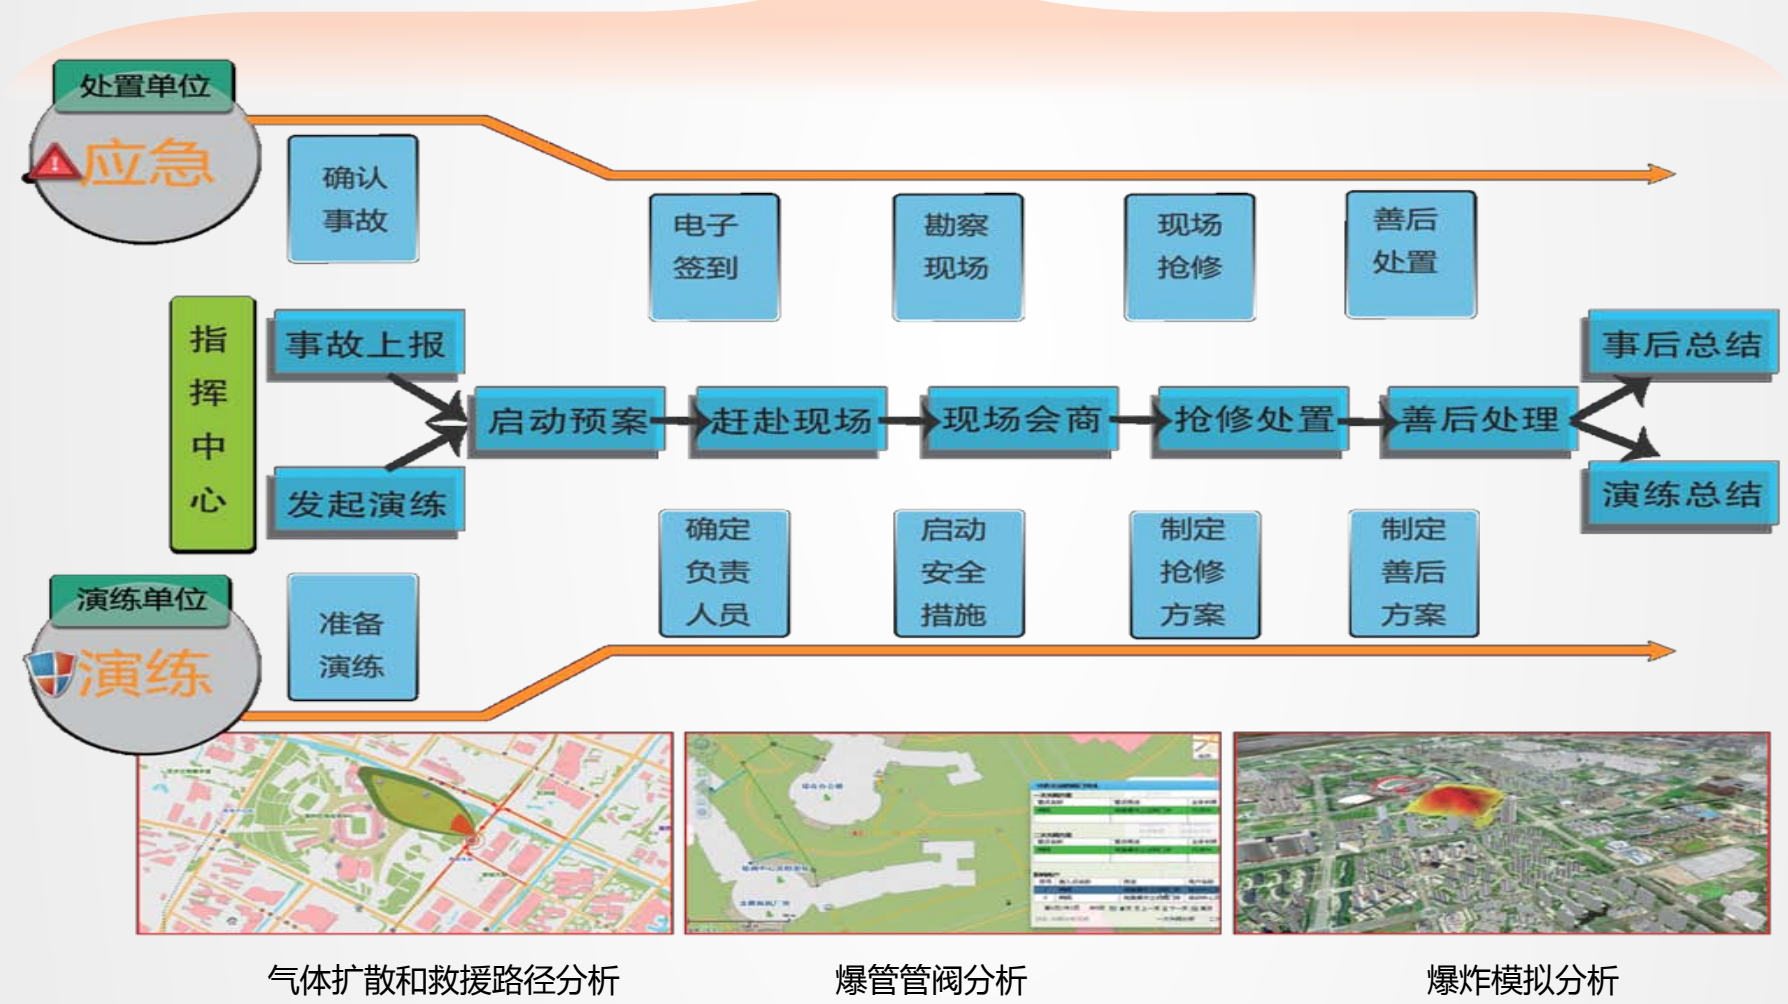 处置单位
应急
确认
事故
电子
签到
勘察
现场
现场
抢修
善后
处置
指
挥
中
心
事故上报
发起演练
启动预案
赶赴现场
现场会商
抢修处置
善后处理
事后总结
演练总结
演练单位
演练
准备
演练
确定
负责
人员
启动
安全
措施
制定
抢修
方案
制定
善后
方案
气体扩散和救援路径分析
爆管管阀分析
爆炸模拟分析